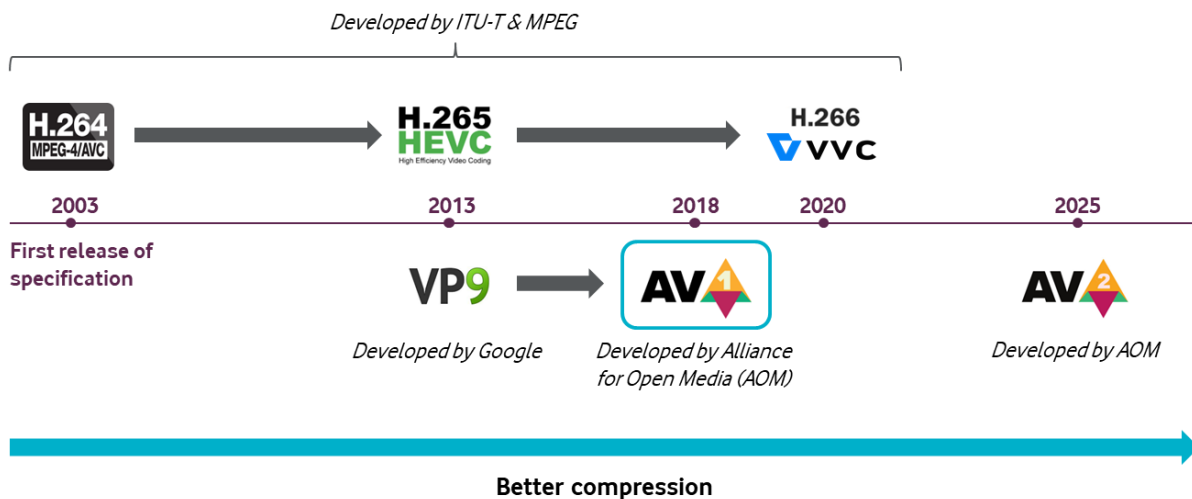 Developed by ITU-T & MPEG
H.264
MPEG-4/AVC
H.265
HEVC
High Efficiency Video Coding
H.266
VVC
2003
2013
2018
2020
2025
First release of
specification
VP9
AV1
AV2
Developed by Google
Developed by Alliance
for Open Media (AOM)
Developed by AOM
Better compression